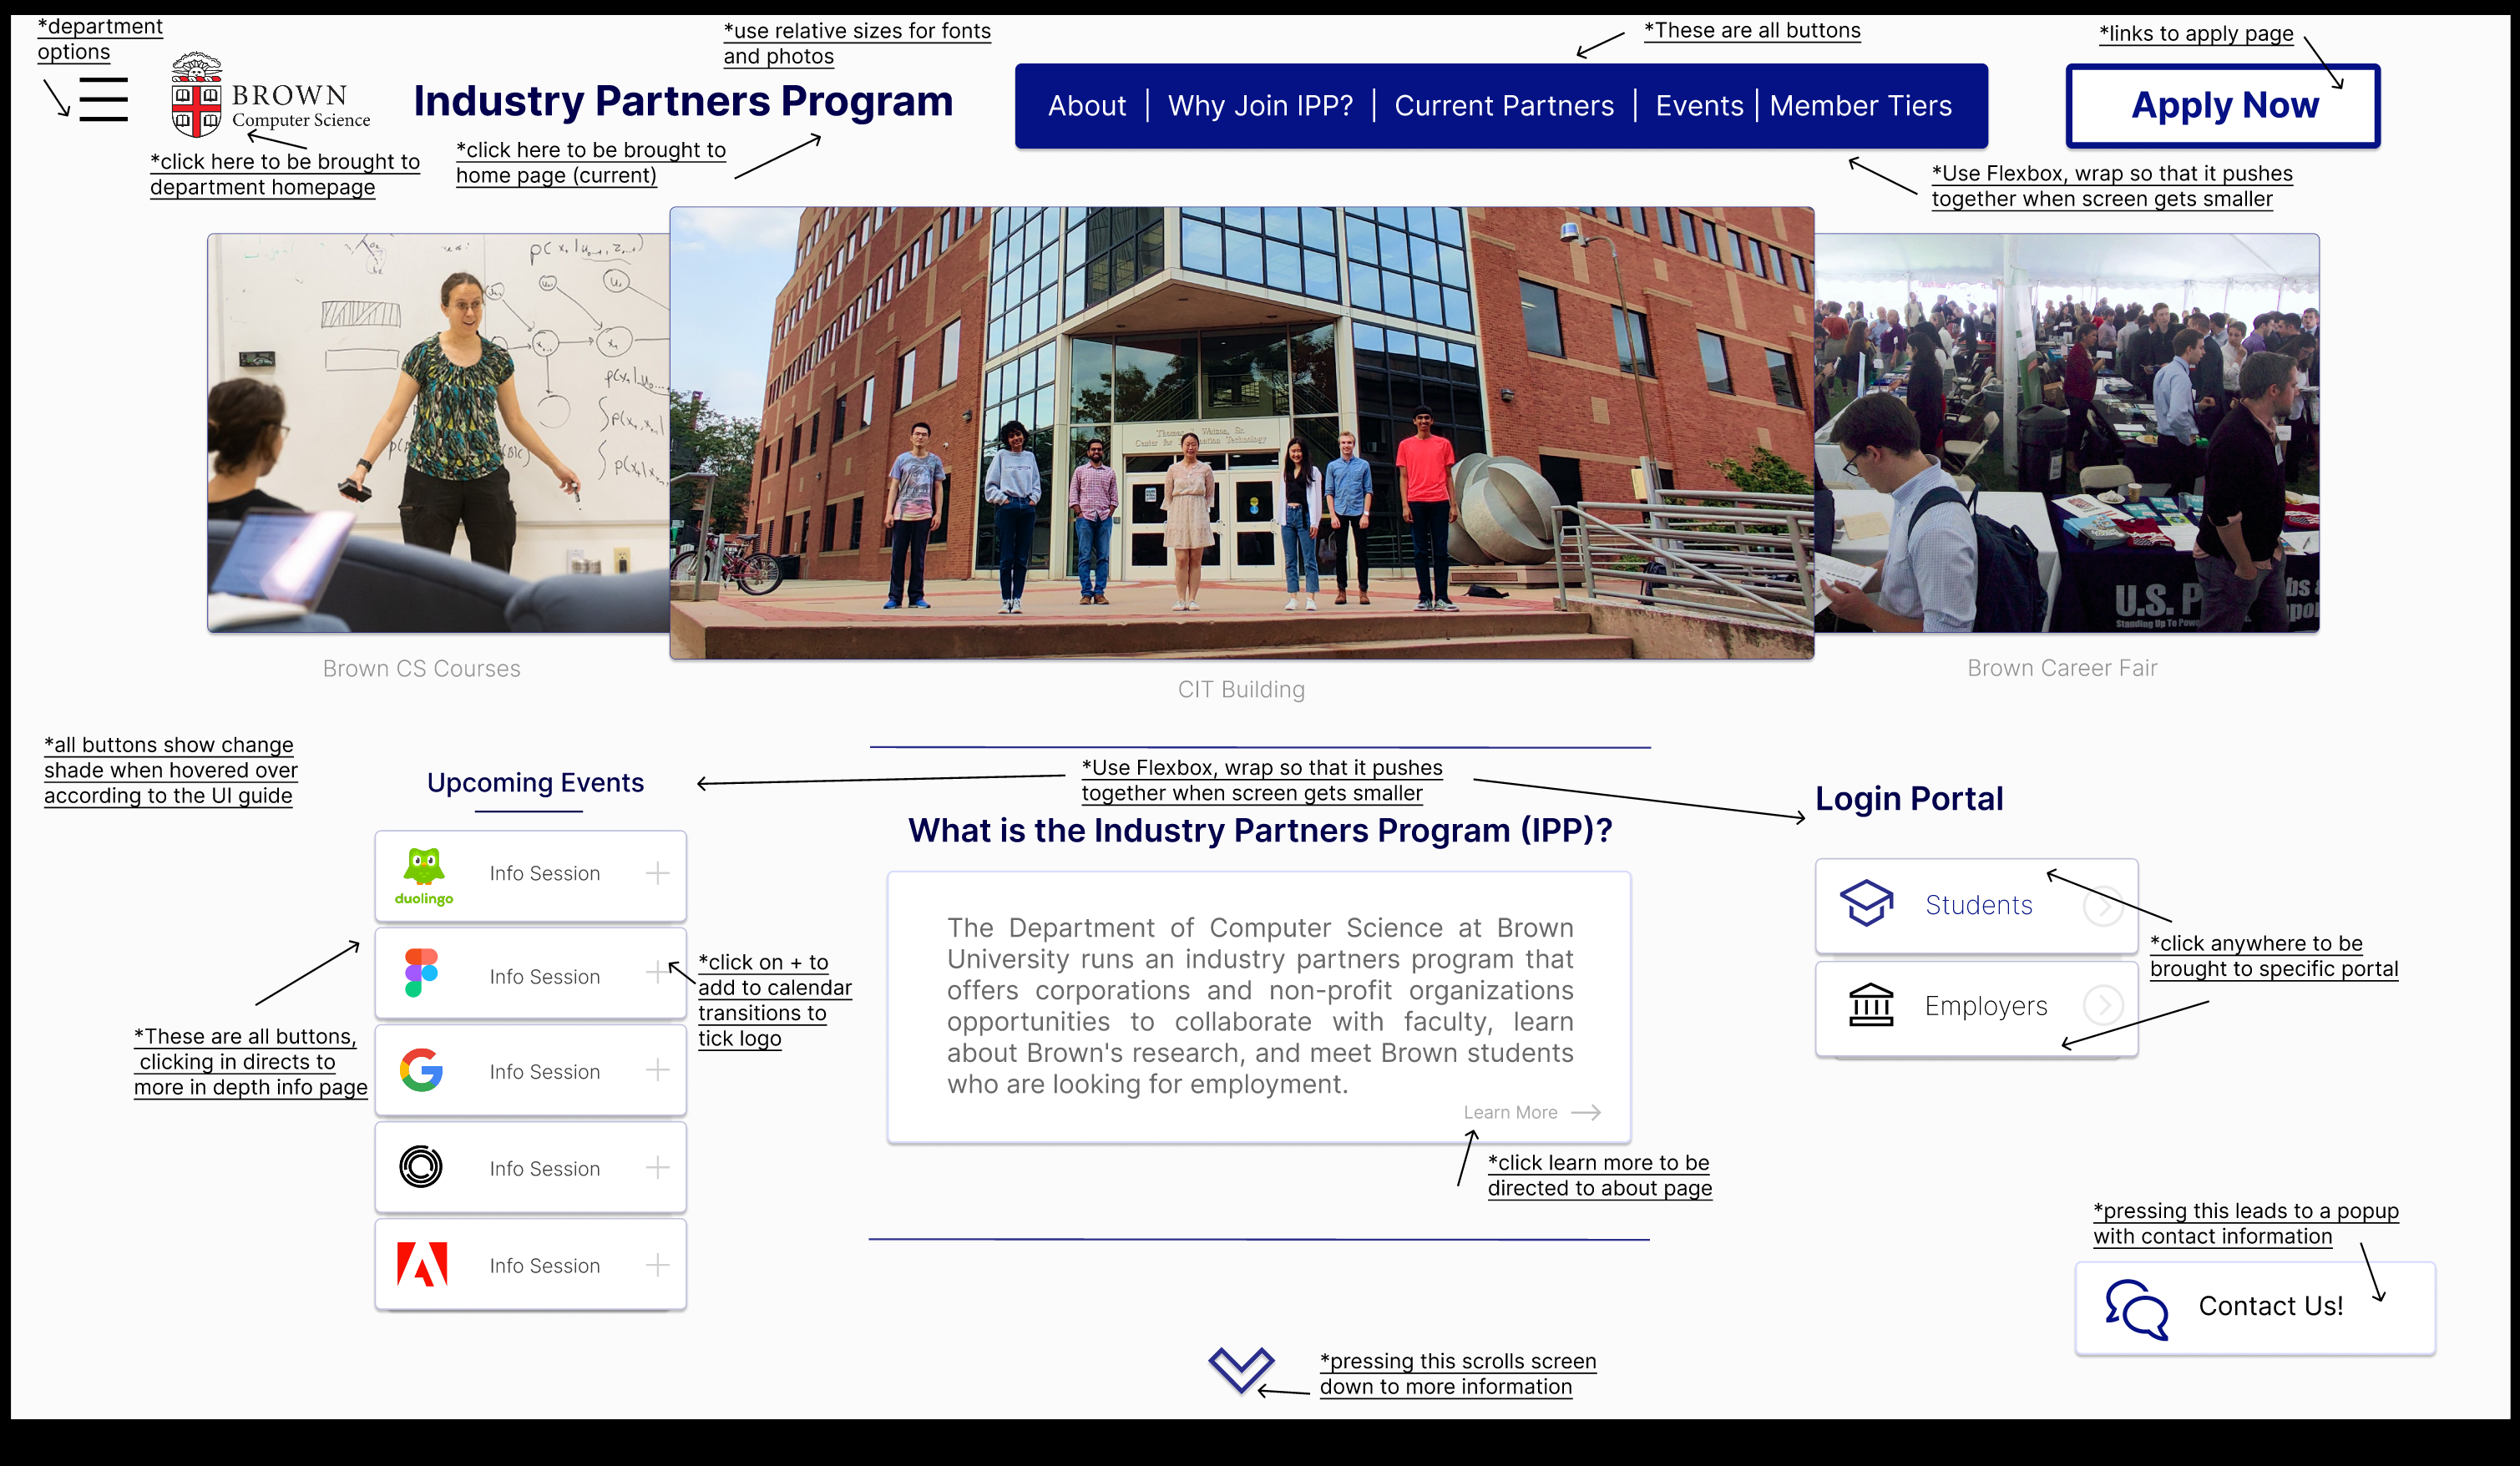 *department
options
*use relative sizes for fonts
and photos
*These are all buttons
*links to apply page
BROWN
Computer Science
Industry Partners Program
About | Why Join IPP? | Current Partners | Events | Member Tiers
Apply Now
*click here to be brought to
department homepage
*click here to be brought to
home page (current)
*Use Flexbox, wrap so that it pushes
together when screen gets smaller
Thomas J. Watson, Sr.
U.S. P
Standing Up To Powe
Brown CS Courses
CIT Building
Brown Career Fair
*all buttons show change
shade when hovered over
according to the UI guide
Upcoming Events
*Use Flexbox, wrap so that it pushes
together when screen gets smaller
Login Portal
What is the Industry Partners Program (IPP)?
duolingo
Info Session
Info Session
Info Session
Info Session
Info Session
*click on + to
add to calendar
transitions to
tick logo
*These are all buttons,
clicking in directs to
more in depth info page
The Department of Computer Science at Brown
University runs an industry partners program that
offers corporations and non-profit organizations
opportunities to collaborate with faculty, learn
about Brown's research, and meet Brown students
who are looking for employment.
Learn More
*click learn more to be
directed to about page
Students
Employers
*click anywhere to be
brought to specific portal
*pressing this leads to a popup
with contact information
Contact Us!
*pressing this scrolls screen
down to more information